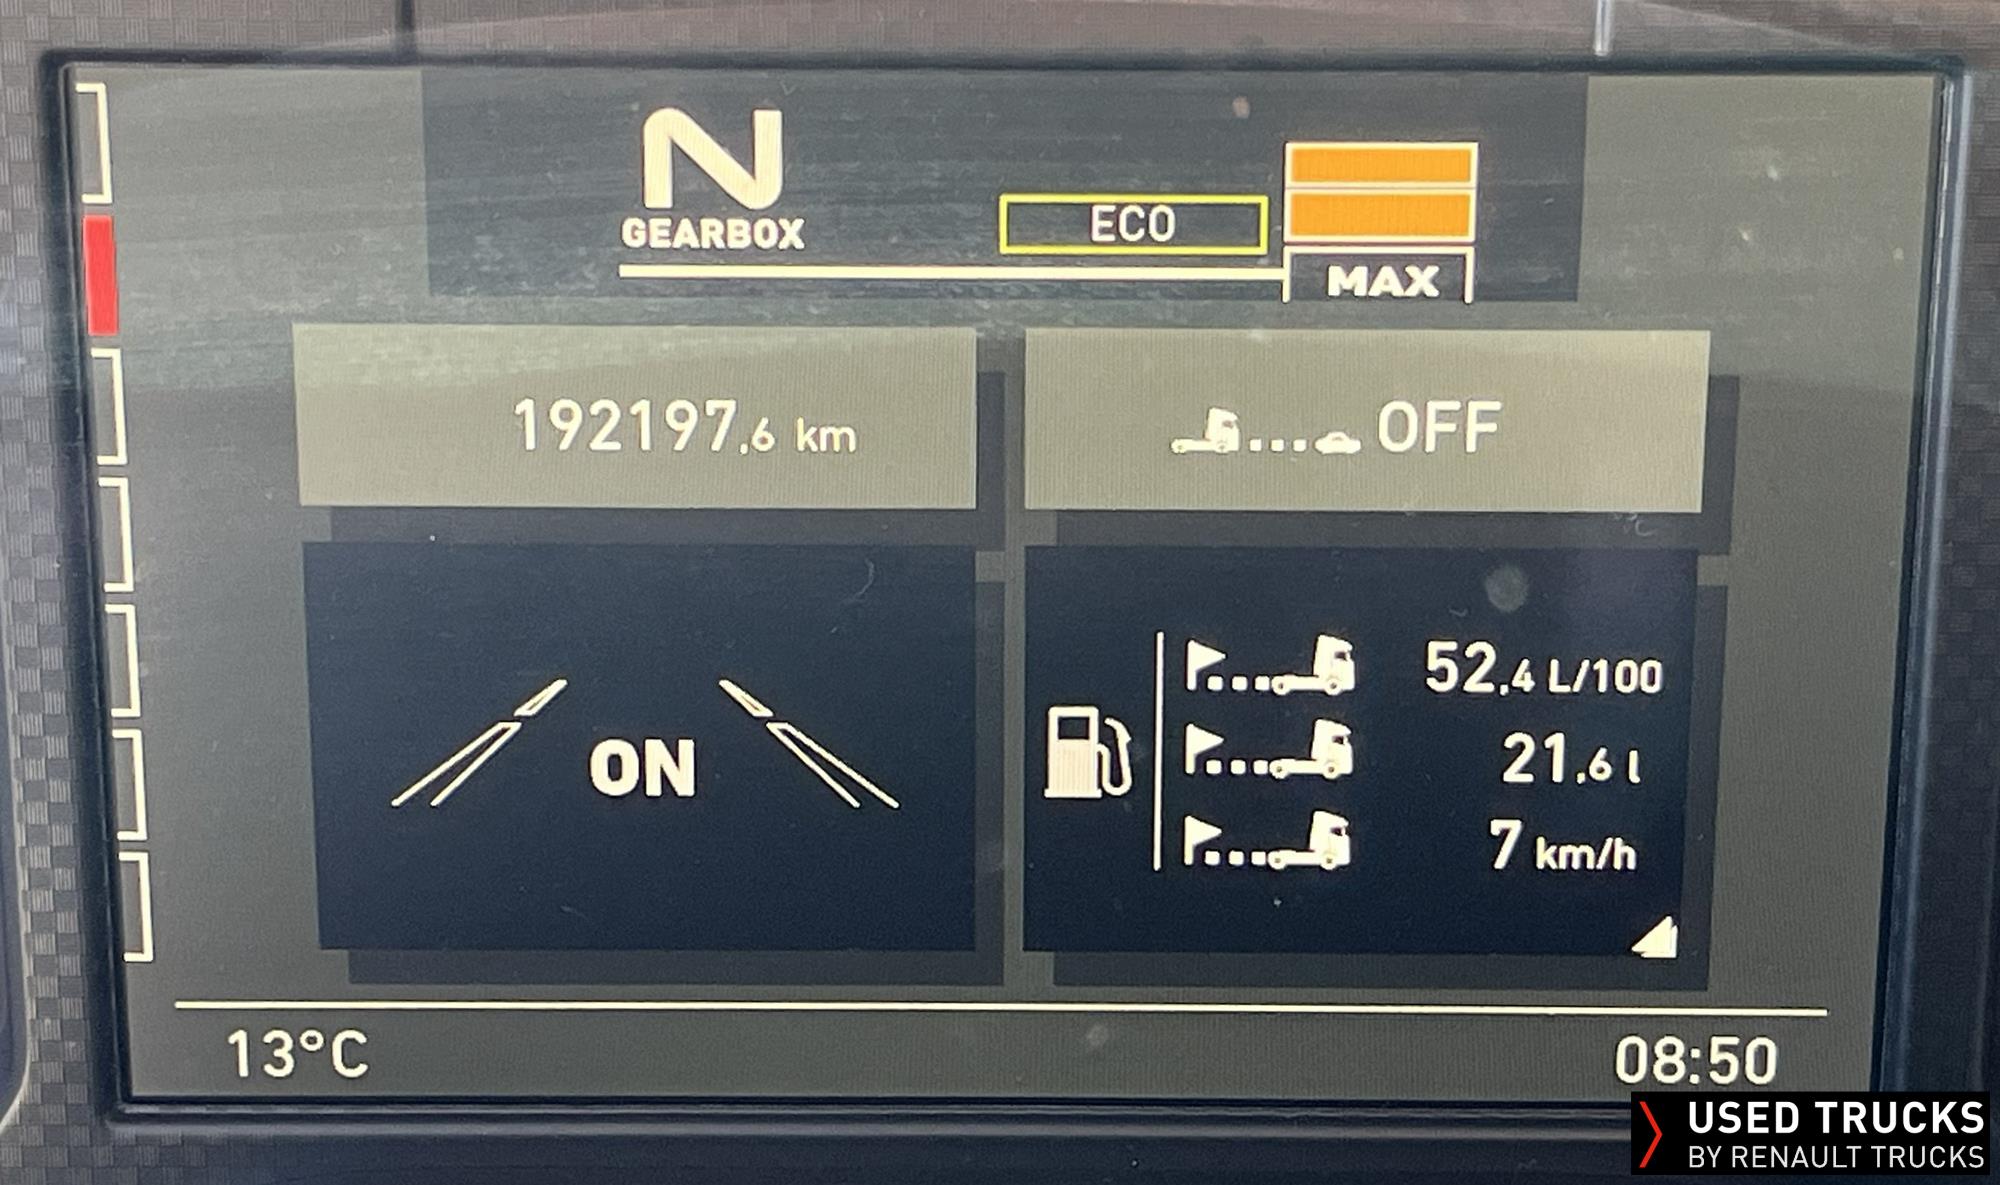 N
GEARBOX
ECO
MAX
192197,6 km
OFF
ON
52,4 L/100
21,6 l
7 km/h
13°C
08:50
USED TRUCKS
BY RENAULT TRUCKS